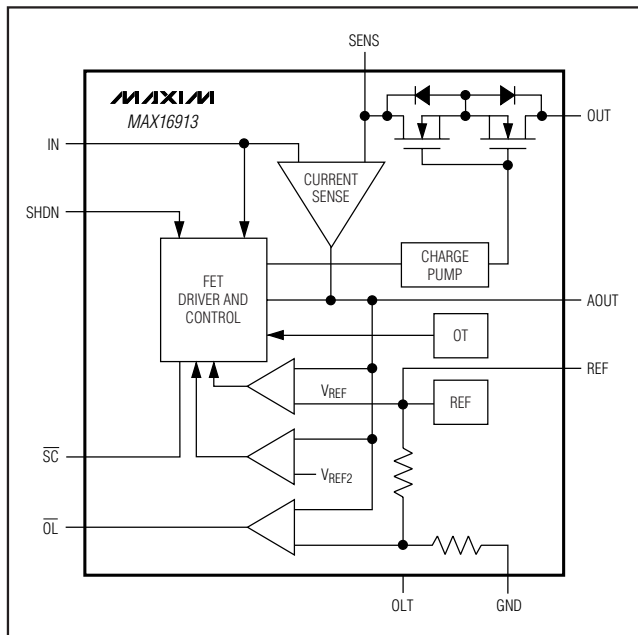 SENS
MAXIM
MAX16913
OUT
IN
CURRENT
SENSE
SHDN
CHARGE
PUMP
FET
DRIVER AND
CONTROL
AOUT
OT
REF
VREF
REF
SC
VREF2
OL
OLT
GND